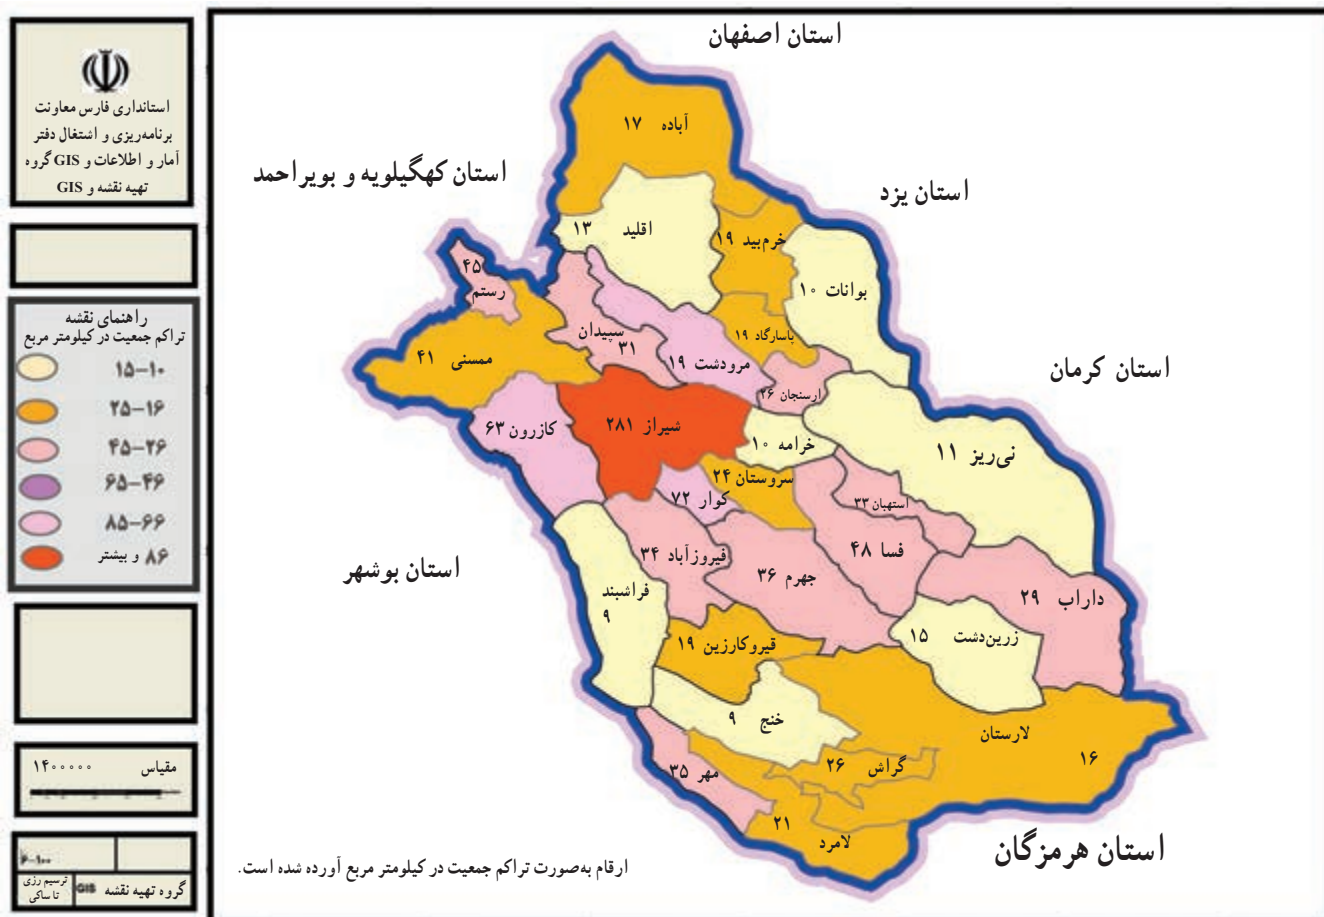 استانداری فارس معاونت
برنامه‌ریزی و اشتغال دفتر
آمار و اطلاعات و GIS گروه
تهیه نقشه و GIS
راهنمای نقشه
تراکم جمعیت در کیلومتر مربع
۱۵-۱۰
۲۵-۱۶
۴۵-۲۶
۶۵-۴۶
۸۵-۶۶
۸۶ و بیشتر
مقیاس ۱۴۰۰۰۰۰
گروه تهیه نقشه GIS
ترسیم رزی
استان اصفهان
استان کهگیلویه و بویراحمد
استان یزد
استان کرمان
استان بوشهر
استان هرمزگان
آباده ۱۷
اقلید ۱۳
خرم‌بید ۱۹
بوانات ۱۰
رستم ۴۵
سپیدان ۳۱
پاسارگاد ۱۹
ممسنی ۴۱
مرودشت ۱۹
ارسنجان ۲۶
کازرون ۶۳
شیراز ۲۸۱
خرامه ۱۰
نی‌ریز ۱۱
سروستان ۲۴
کوار ۷۲
استهبان ۳۳
فسا ۴۸
فیروزآباد ۳۴
جهرم ۳۶
داراب ۲۹
فراشبند ۹
زرین‌دشت ۱۵
قیروکارزین ۱۹
خنج ۹
لارستان ۱۶
گراش ۲۶
مهر ۳۵
لامرد ۲۱
ارقام به‌صورت تراکم جمعیت در کیلومتر مربع آورده شده است.